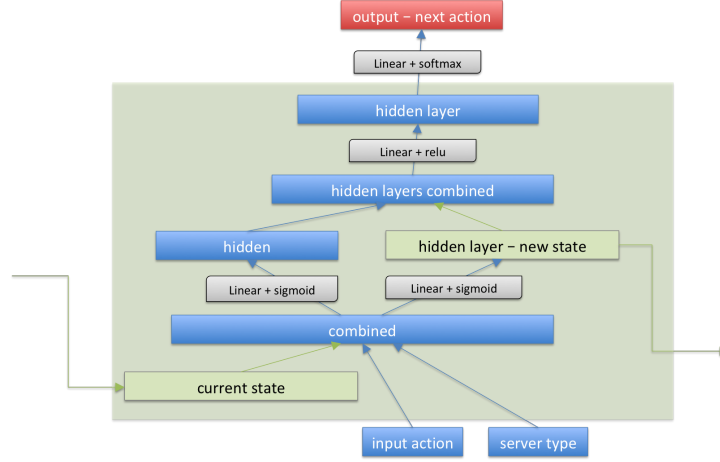 output – next action
Linear + softmax
hidden layer
Linear + relu
hidden layers combined
hidden
hidden layer – new state
Linear + sigmoid
Linear + sigmoid
combined
current state
input action
server type